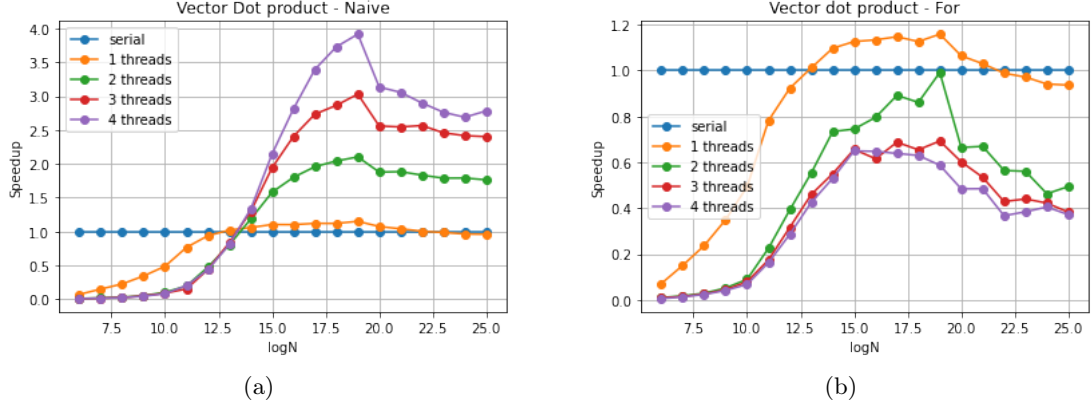 Vector Dot product - Naive
4.0
3.5
3.0
2.5
2.0
1.5
1.0
0.5
0.0
Speedup
serial
1 threads
2 threads
3 threads
4 threads
7.5 10.0 12.5 15.0 17.5 20.0 22.5 25.0
logN
(a)
Vector dot product - For
1.2
1.0
0.8
0.6
0.4
0.2
0.0
Speedup
serial
1 threads
2 threads
3 threads
4 threads
7.5 10.0 12.5 15.0 17.5 20.0 22.5 25.0
logN
(b)